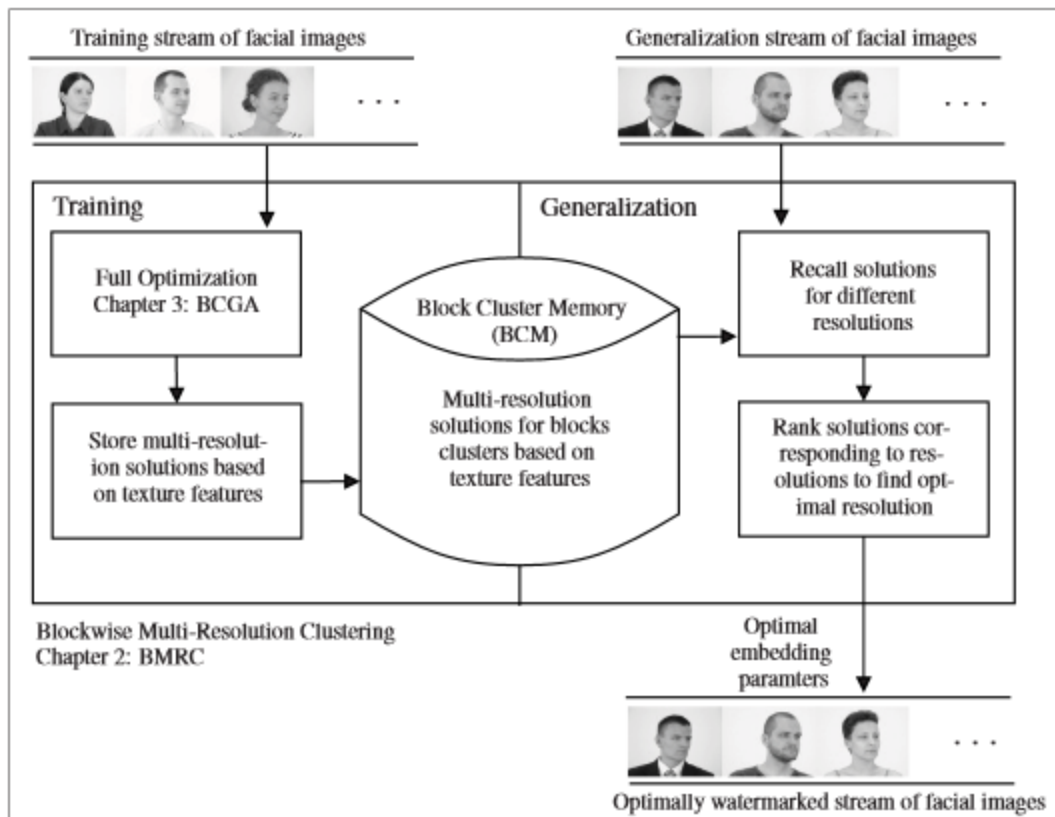 Training stream of facial images
Generalization stream of facial images
. . .
. . .
Training
Generalization
Full Optimization
Chapter 3: BCGA
Store multi-resolut-
ion solutions based
on texture features
Block Cluster Memory
(BCM)
Multi-resolution
solutions for blocks
clusters based on
texture features
Recall solutions
for different
resolutions
Rank solutions cor-
responding to res-
olutions to find opt-
imal resolution
Blockwise Multi-Resolution Clustering
Chapter 2: BMRC
Optimal
embedding
paramters
. . .
Optimally watermarked stream of facial images